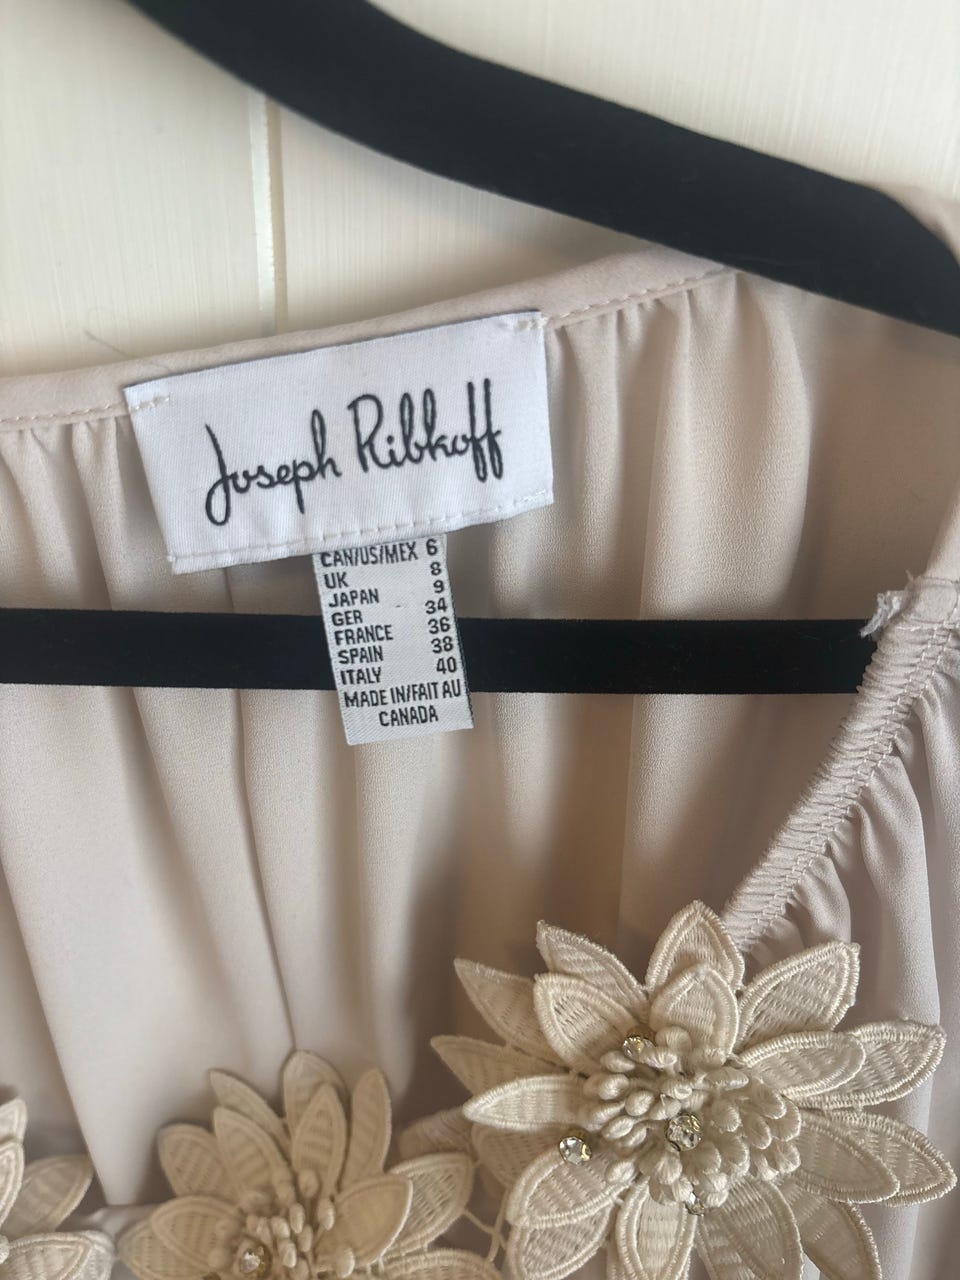 Joseph Ribkoff
CAN/US/MEX 6
UK 8
JAPAN 9
GER 34
FRANCE 36
SPAIN 38
ITALY 40
MADE IN/FAIT AU
CANADA